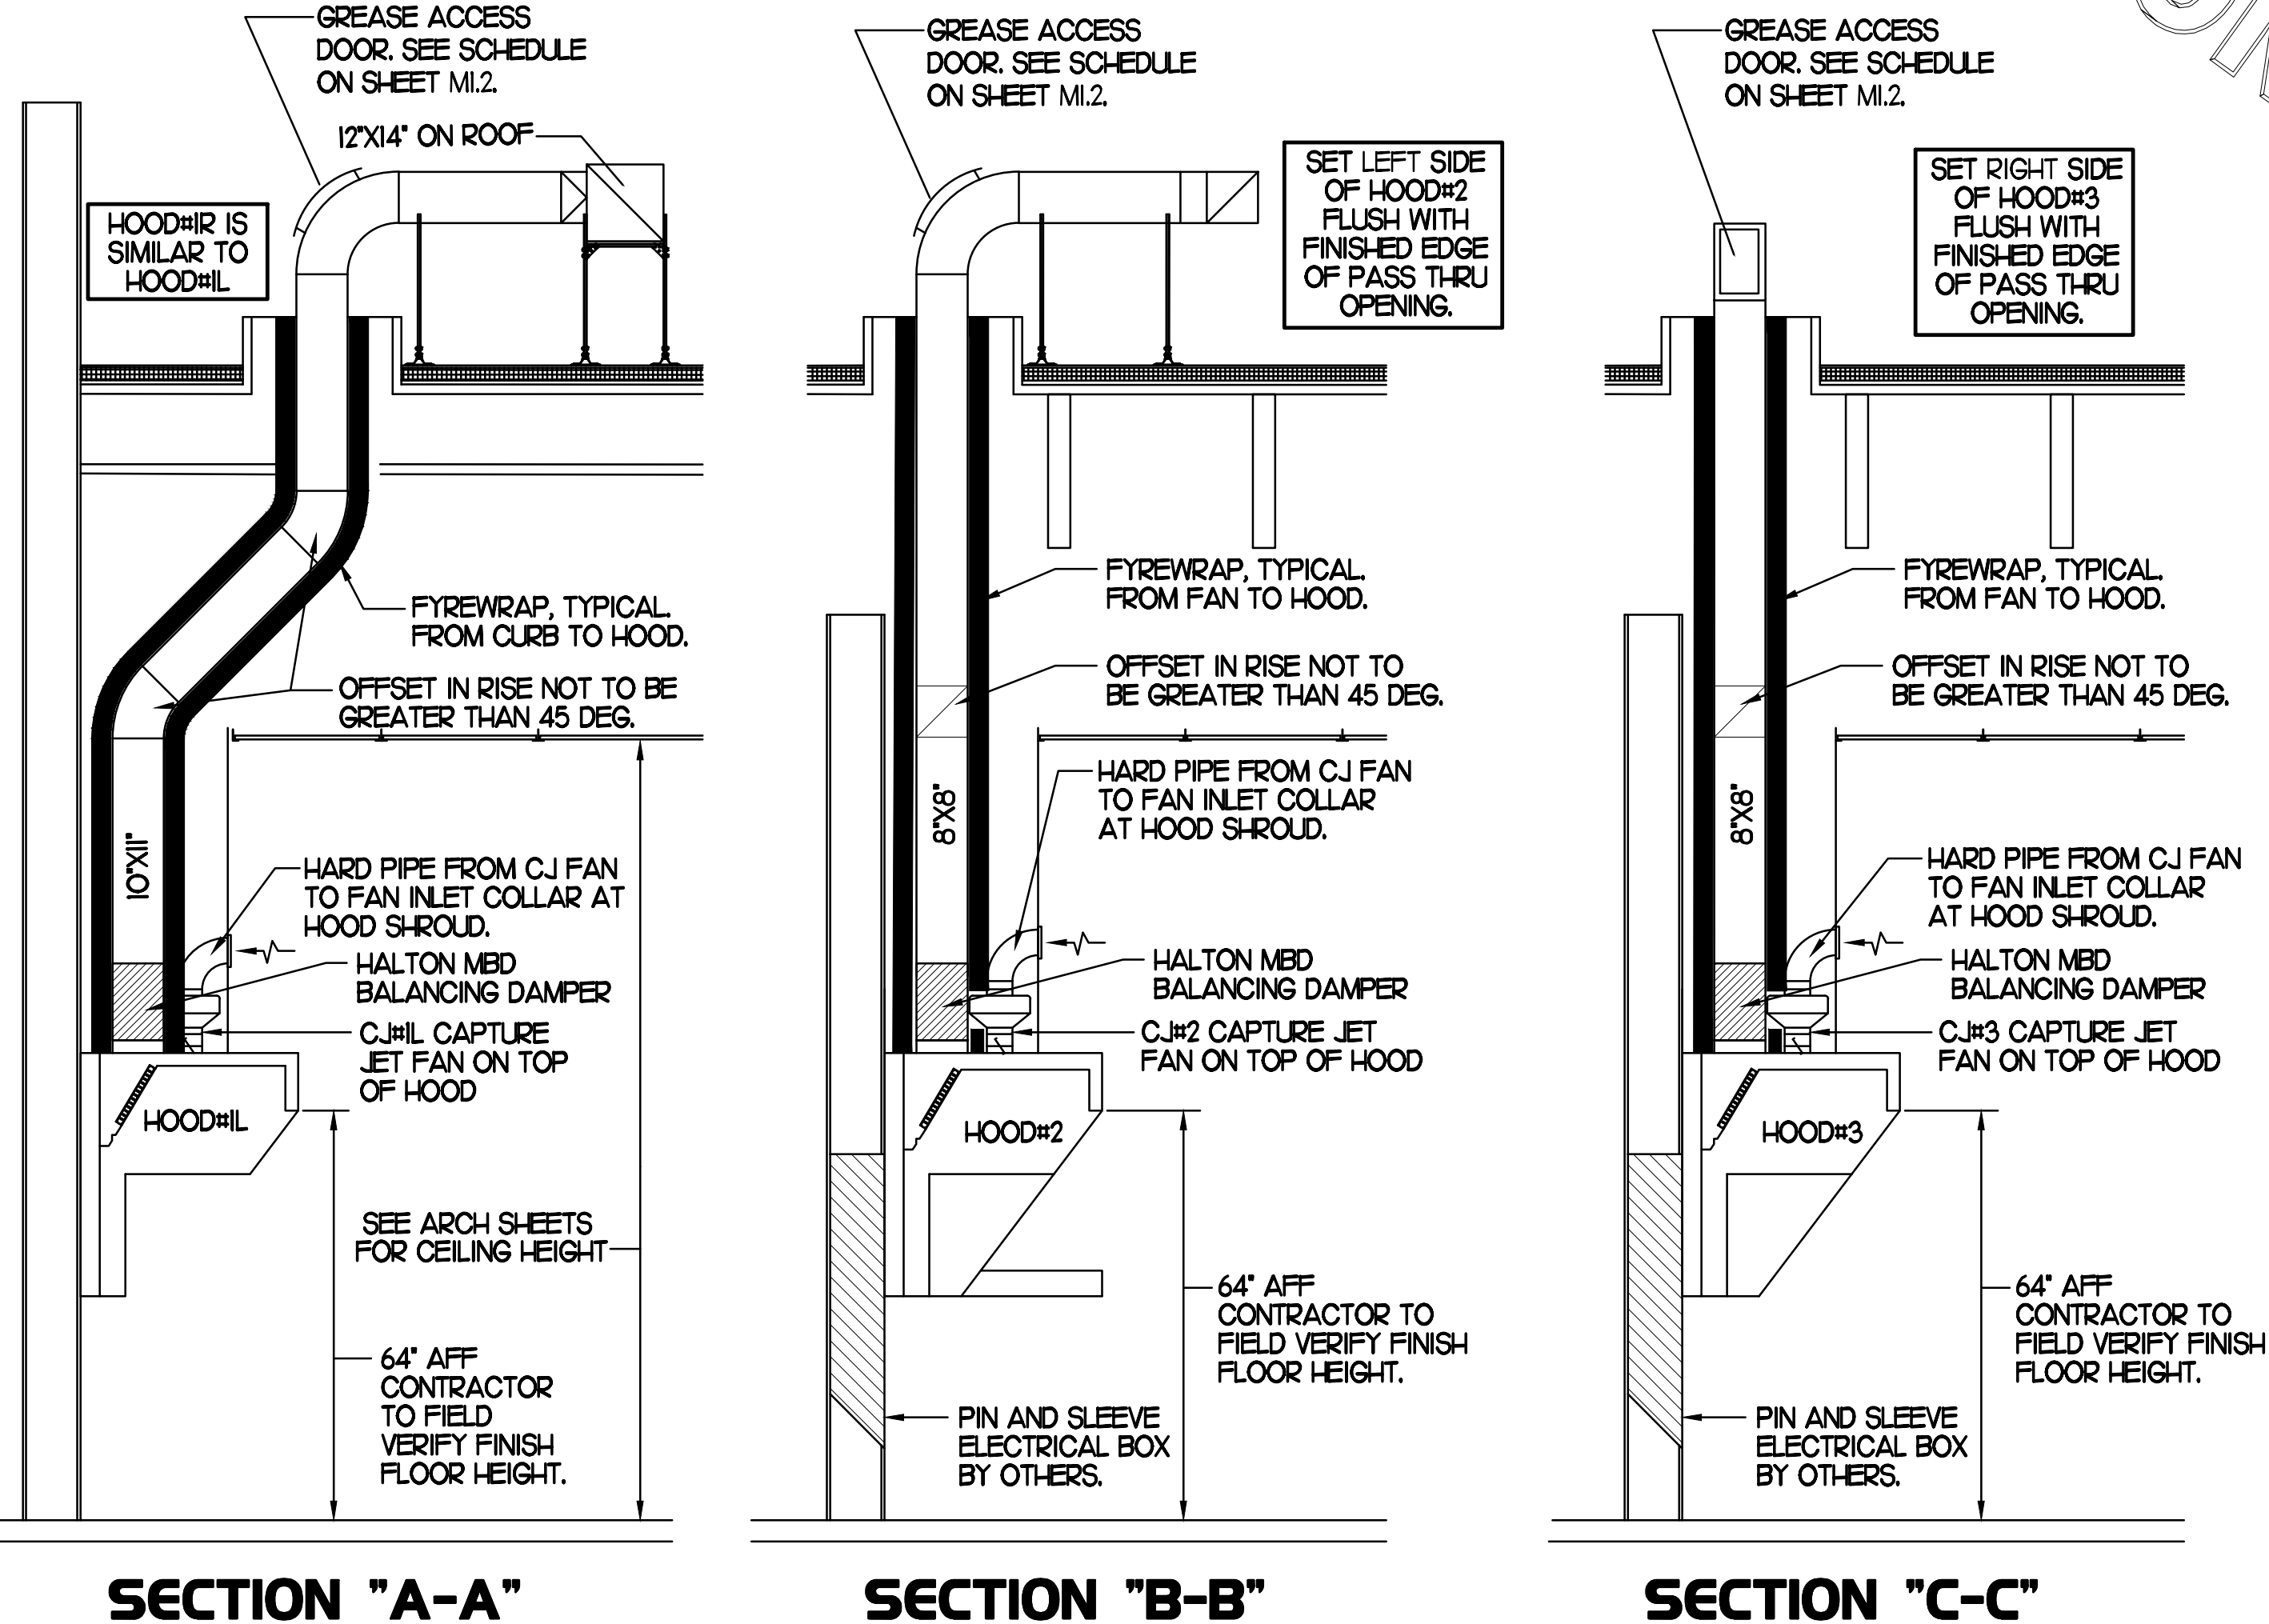 GREASE ACCESS
DOOR. SEE SCHEDULE
ON SHEET M1.2.
12"X14" ON ROOF
HOOD#1R IS
SIMILAR TO
HOOD#1L
FYREWRAP, TYPICAL.
FROM CURB TO HOOD.
OFFSET IN RISE NOT TO BE
GREATER THAN 45 DEG.
10"X11"
HARD PIPE FROM CJ FAN
TO FAN INLET COLLAR AT
HOOD SHROUD.
HALTON MBD
BALANCING DAMPER
CJ#1L CAPTURE
JET FAN ON TOP
OF HOOD
HOOD#1L
SEE ARCH SHEETS
FOR CEILING HEIGHT
64" AFF
CONTRACTOR
TO FIELD
VERIFY FINISH
FLOOR HEIGHT.
SECTION "A-A"
GREASE ACCESS
DOOR. SEE SCHEDULE
ON SHEET M1.2.
SET LEFT SIDE
OF HOOD#2
FLUSH WITH
FINISHED EDGE
OF PASS THRU
OPENING.
FYREWRAP, TYPICAL.
FROM FAN TO HOOD.
OFFSET IN RISE NOT TO
BE GREATER THAN 45 DEG.
8"X8"
HARD PIPE FROM CJ FAN
TO FAN INLET COLLAR
AT HOOD SHROUD.
HALTON MBD
BALANCING DAMPER
CJ#2 CAPTURE JET
FAN ON TOP OF HOOD
HOOD#2
64" AFF
CONTRACTOR TO
FIELD VERIFY FINISH
FLOOR HEIGHT.
PIN AND SLEEVE
ELECTRICAL BOX
BY OTHERS.
SECTION "B-B"
GREASE ACCESS
DOOR. SEE SCHEDULE
ON SHEET M1.2.
SET RIGHT SIDE
OF HOOD#3
FLUSH WITH
FINISHED EDGE
OF PASS THRU
OPENING.
FYREWRAP, TYPICAL.
FROM FAN TO HOOD.
OFFSET IN RISE NOT TO
BE GREATER THAN 45 DEG.
8"X8"
HARD PIPE FROM CJ FAN
TO FAN INLET COLLAR
AT HOOD SHROUD.
HALTON MBD
BALANCING DAMPER
CJ#3 CAPTURE JET
FAN ON TOP OF HOOD
HOOD#3
64" AFF
CONTRACTOR TO
FIELD VERIFY FINISH
FLOOR HEIGHT.
PIN AND SLEEVE
ELECTRICAL BOX
BY OTHERS.
SECTION "C-C"